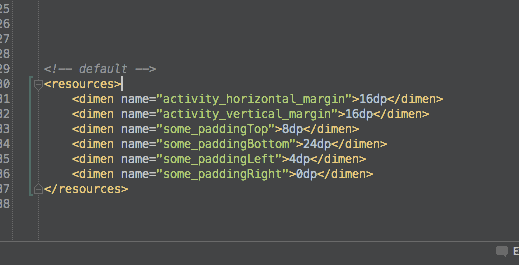 25
26
27
28
29 <!-- default -->
30 <resources>
31 <dimen name="activity_horizontal_margin">16dp</dimen>
32 <dimen name="activity_vertical_margin">16dp</dimen>
33 <dimen name="some_paddingTop">8dp</dimen>
34 <dimen name="some_paddingBottom">24dp</dimen>
35 <dimen name="some_paddingLeft">4dp</dimen>
36 <dimen name="some_paddingRight">0dp</dimen>
37 </resources>
38
E